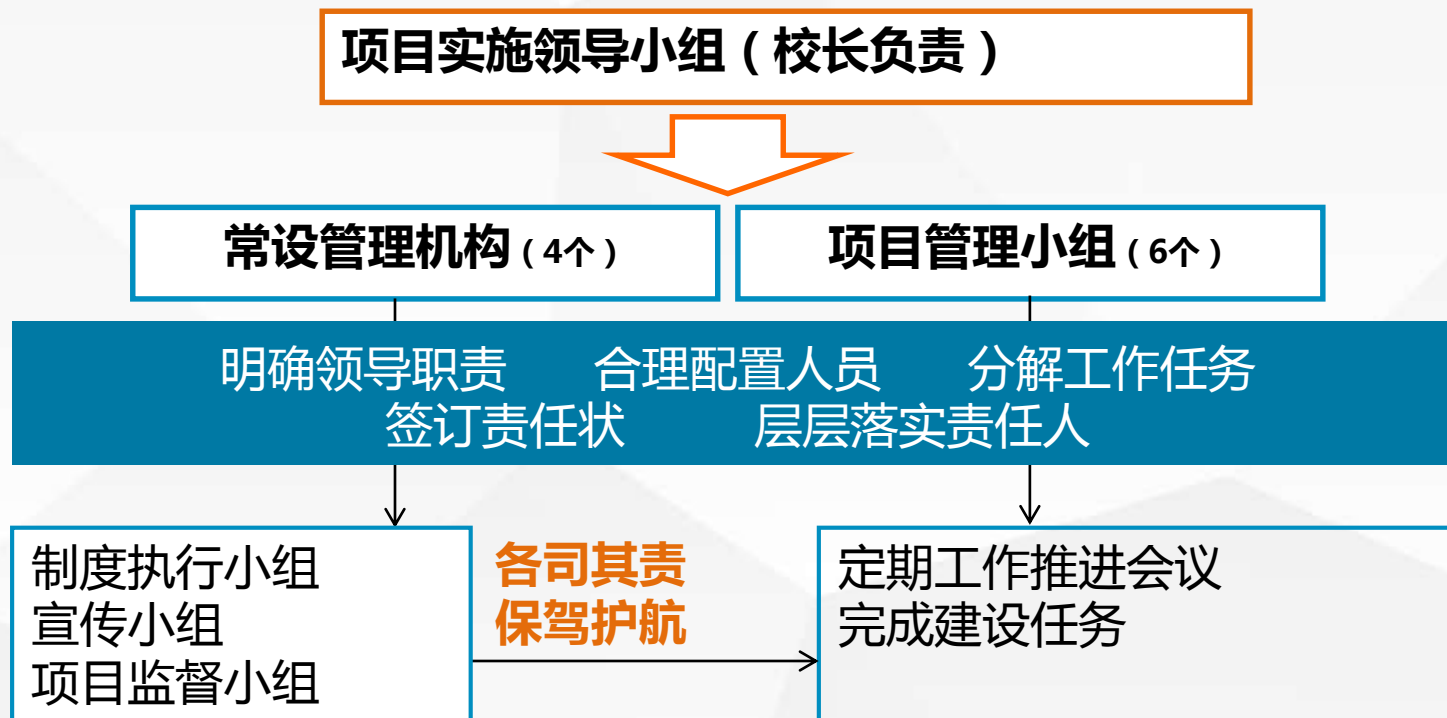 项目实施领导小组（校长负责）
常设管理机构（4个）
项目管理小组（6个）
明确领导职责 合理配置人员 分解工作任务
签订责任状 层层落实责任人
制度执行小组
宣传小组
项目监督小组
各司其责
保驾护航
定期工作推进会议
完成建设任务